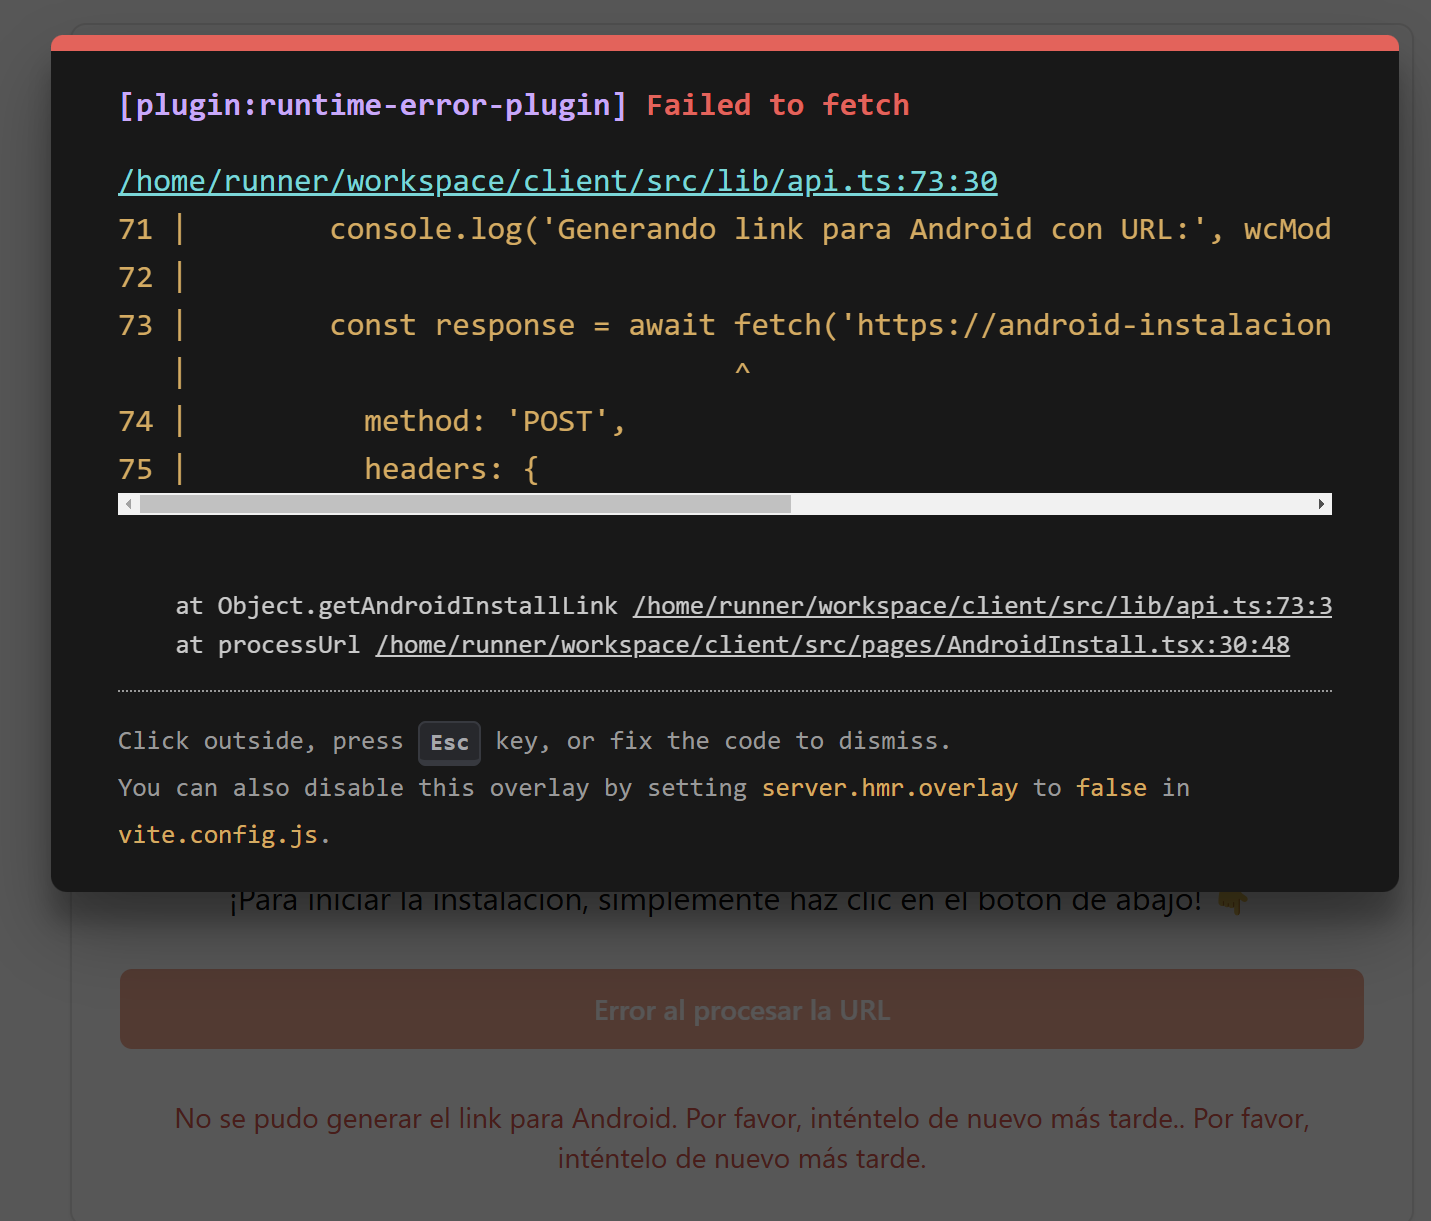 [plugin:runtime-error-plugin] Failed to fetch
/home/runner/workspace/client/src/lib/api.ts:73:30
71 |        console.log('Generando link para Android con URL:', wcMod
72 |
73 |        const response = await fetch('https://android-instalacion
   |                               ^
74 |          method: 'POST',
75 |          headers: {
at Object.getAndroidInstallLink /home/runner/workspace/client/src/lib/api.ts:73:3
at processUrl /home/runner/workspace/client/src/pages/AndroidInstall.tsx:30:48
Click outside, press Esc key, or fix the code to dismiss.
You can also disable this overlay by setting server.hmr.overlay to false in
vite.config.js.
¡Para iniciar la instalación, simplemente haz clic en el botón de abajo! 👇
Error al procesar la URL
No se pudo generar el link para Android. Por favor, inténtelo de nuevo más tarde.. Por favor,
inténtelo de nuevo más tarde.